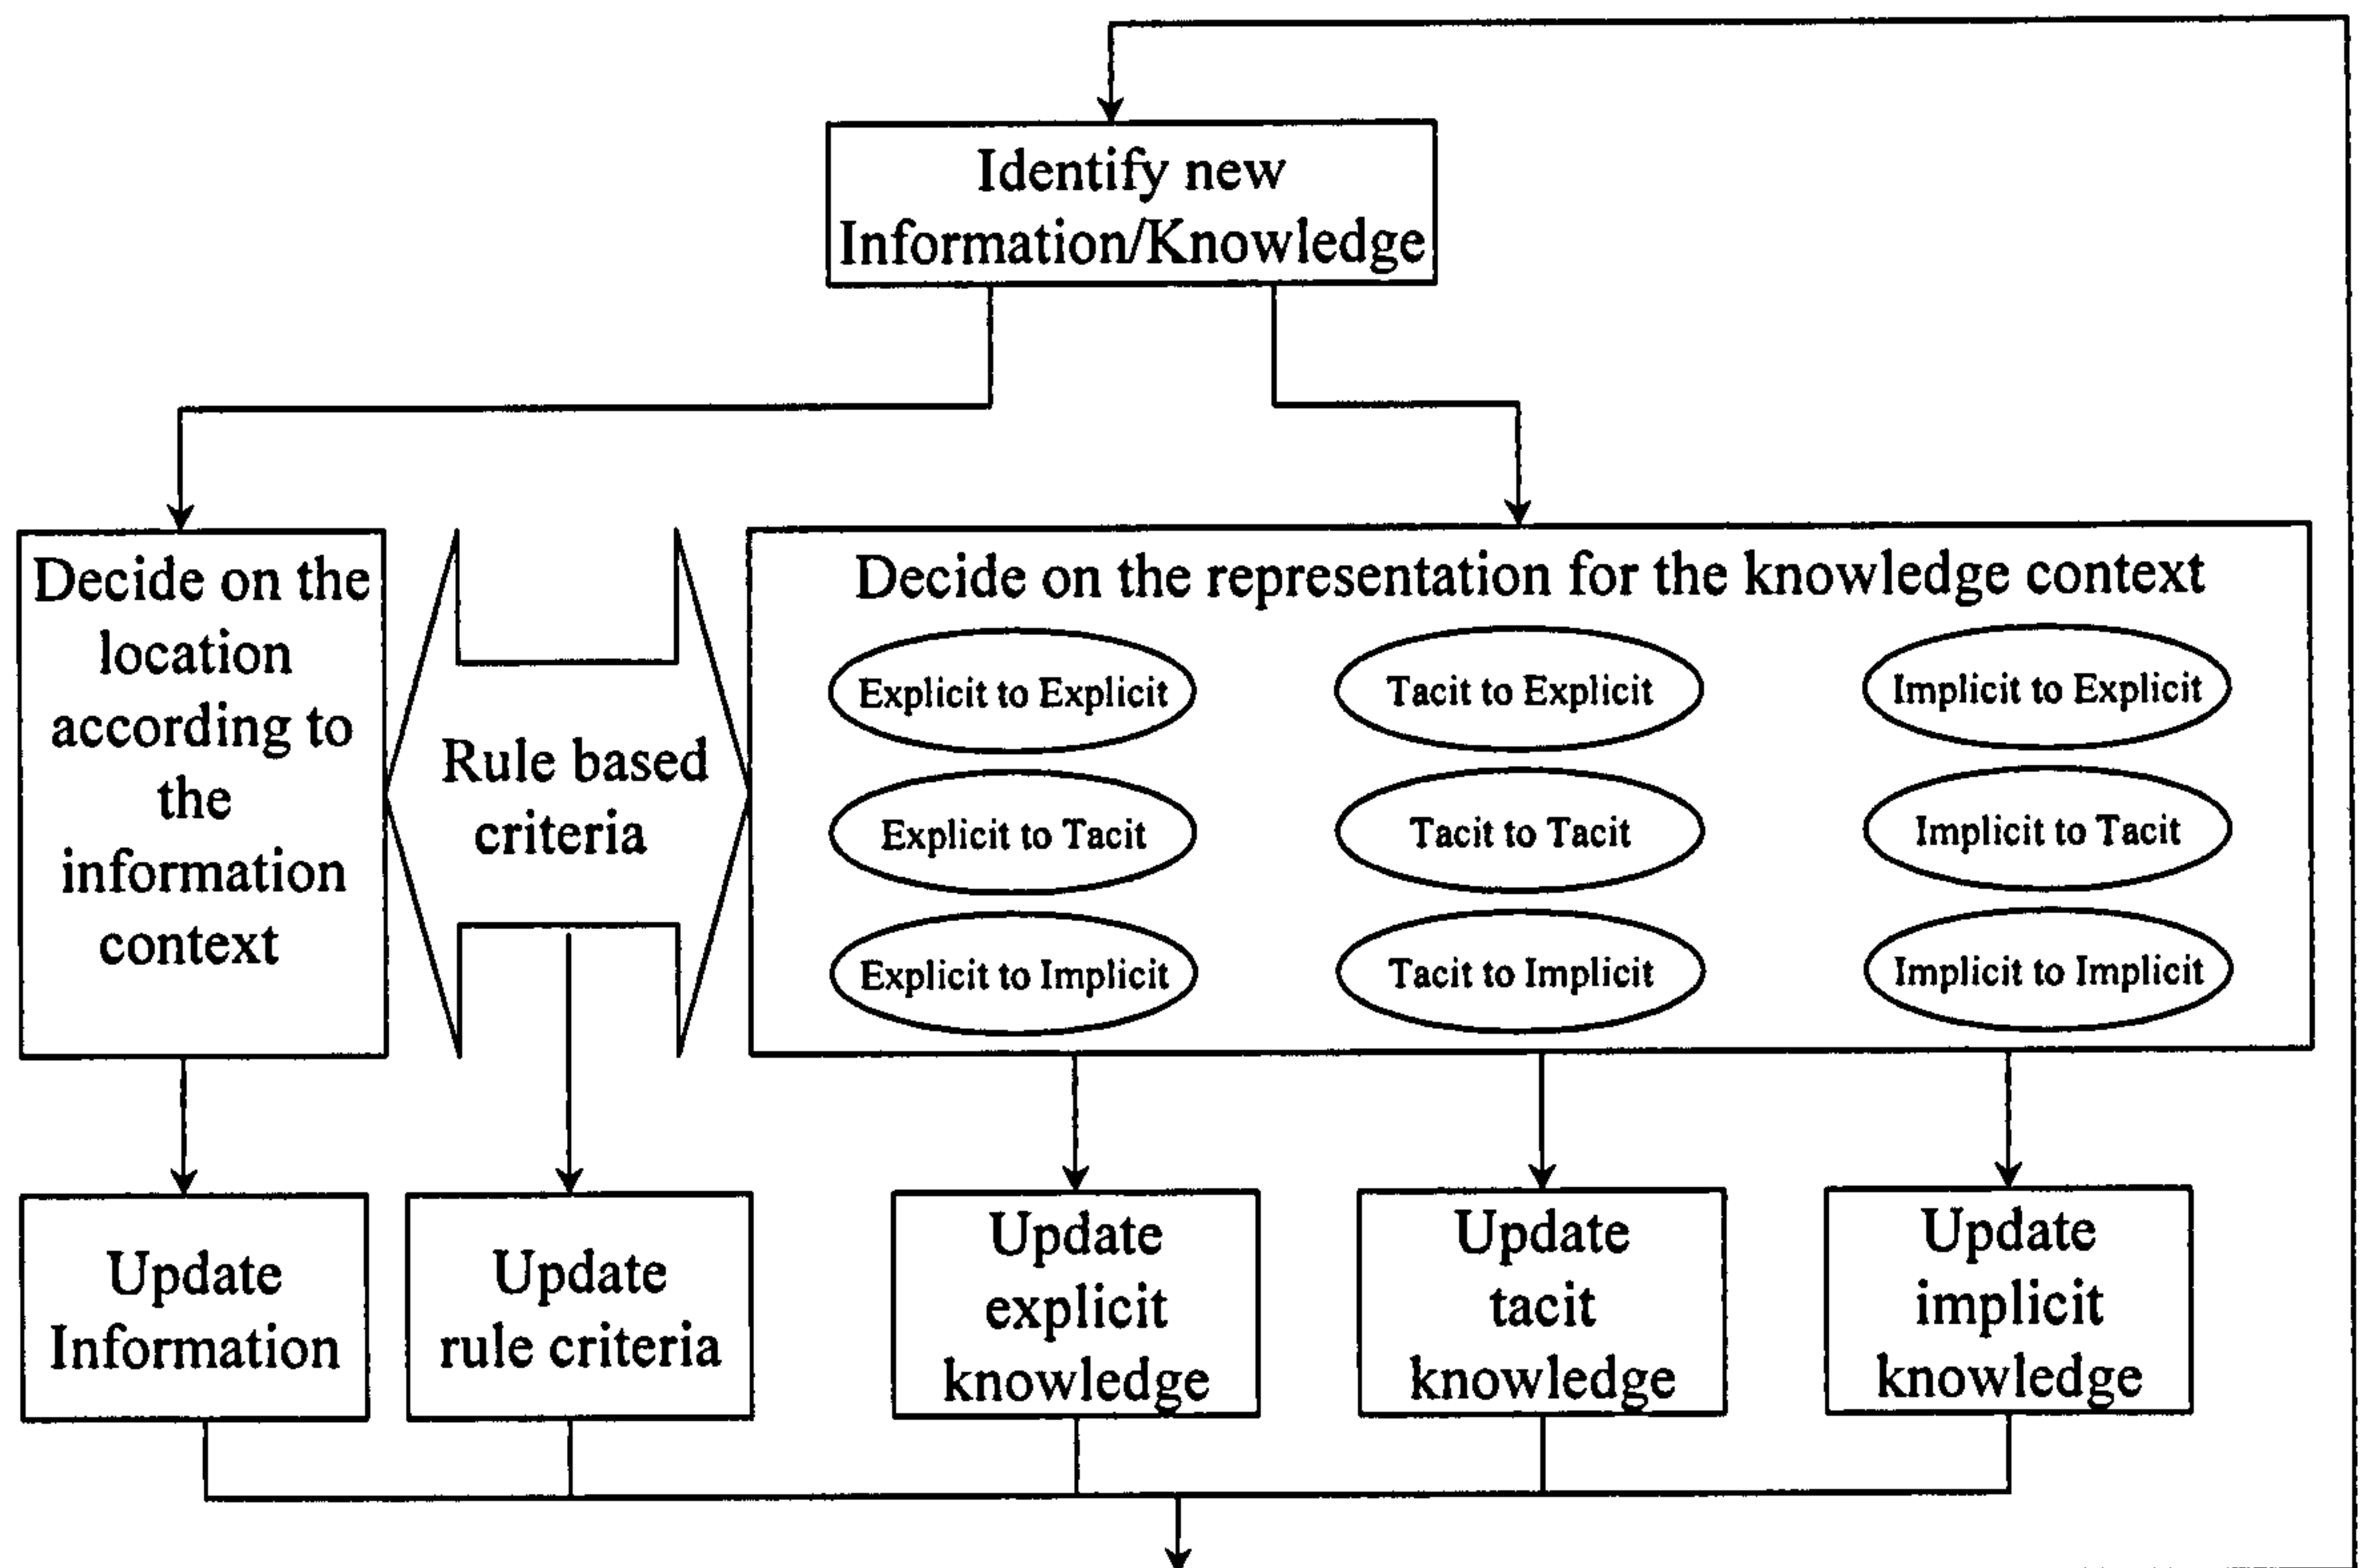 Identify new
Information/Knowledge
Decide on the
location
according to
the
information
context
Rule based
criteria
Decide on the representation for the knowledge context
Explicit to Explicit
Tacit to Explicit
Implicit to Explicit
Explicit to Tacit
Tacit to Tacit
Implicit to Tacit
Explicit to Implicit
Tacit to Implicit
Implicit to Implicit
Update
Information
Update
rule criteria
Update
explicit
knowledge
Update
tacit
knowledge
Update
implicit
knowledge